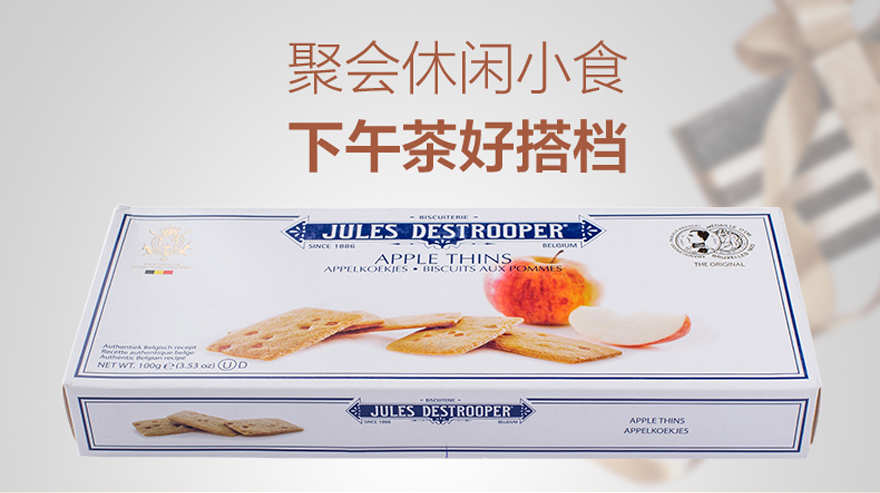 聚会休闲小食
下午茶好搭档
BISCUITERIE
JULES DESTROOPER
SINCE 1886
BELGIUM
APPLE THINS
APPELKOEKJES • BISCUITS AUX POMMES
THE ORIGINAL
Authentiek Belgisch recept
Recette authentique belge
Authentic Belgian recipe
NET WT. 100g ℮ (3.53 oz) Ⓤ D
BISCUITERIE
JULES DESTROOPER
SINCE 1886
BELGIUM
APPLE THINS
APPELKOEKJES